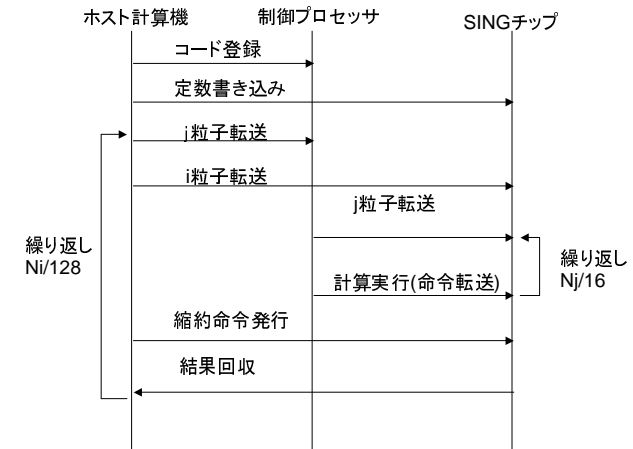 ホスト計算機
制御プロセッサ
SINGチップ
コード登録
定数書き込み
j粒子転送
i粒子転送
j粒子転送
繰り返し
Ni/128
繰り返し
Nj/16
計算実行(命令転送)
縮約命令発行
結果回収